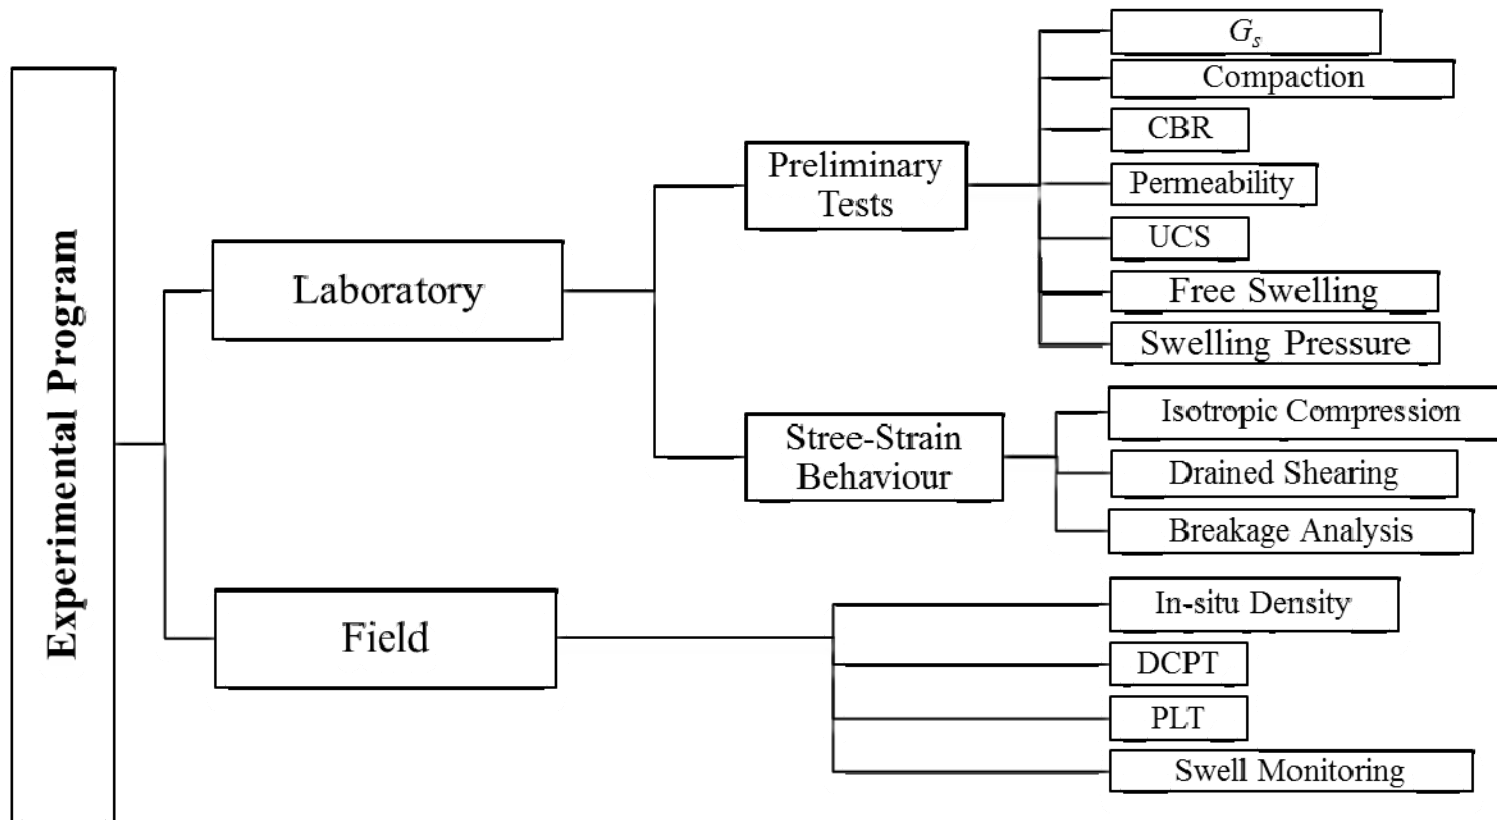 Experimental Program
Laboratory
Field
Preliminary
Tests
Stree-Strain
Behaviour
G_s
Compaction
CBR
Permeability
UCS
Free Swelling
Swelling Pressure
Isotropic Compression
Drained Shearing
Breakage Analysis
In-situ Density
DCPT
PLT
Swell Monitoring